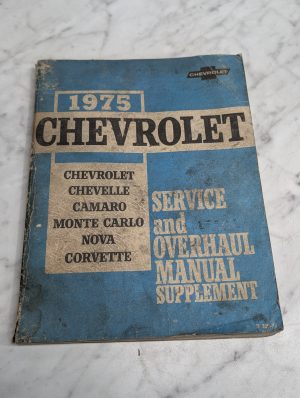 CHEVROLET
1975
CHEVROLET
CHEVROLET
CHEVELLE
CAMARO
MONTE CARLO
NOVA
CORVETTE
SERVICE
and
OVERHAUL
MANUAL
SUPPLEMENT